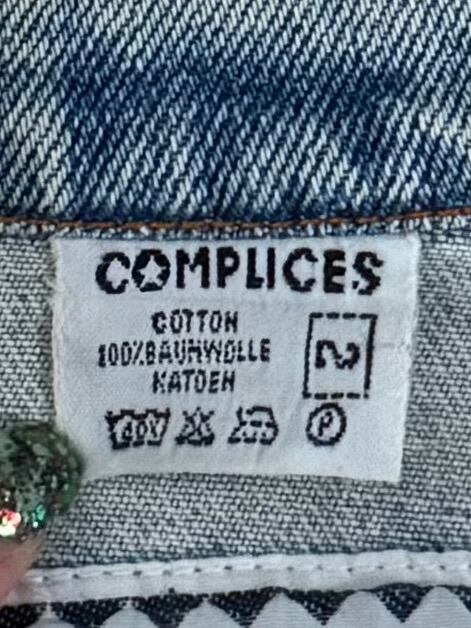 COMPLICES
COTTON
100%BAUMWOLLE
KATOEN
2
40
P